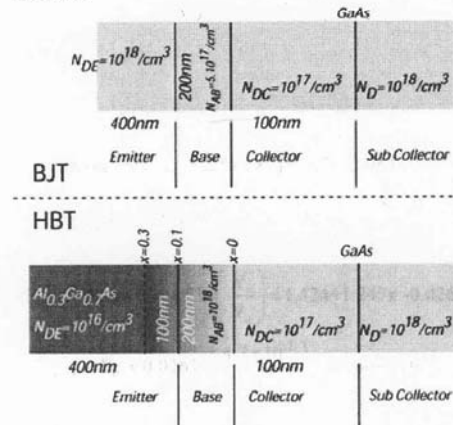 GaAs
N_DE=10^18/cm^3
200nm
N_AB=5.10^17/cm^3
N_DC=10^17/cm^3
N_D=10^18/cm^3
400nm
100nm
Emitter
Base
Collector
Sub Collector
BJT
HBT
x=0.3
x=0.1
x=0
GaAs
Al_0.3Ga_0.7As
N_DE=10^16/cm^3
100nm
200nm
N_AB=10^18/cm^3
N_DC=10^17/cm^3
N_D=10^18/cm^3
400nm
100nm
Emitter
Base
Collector
Sub Collector